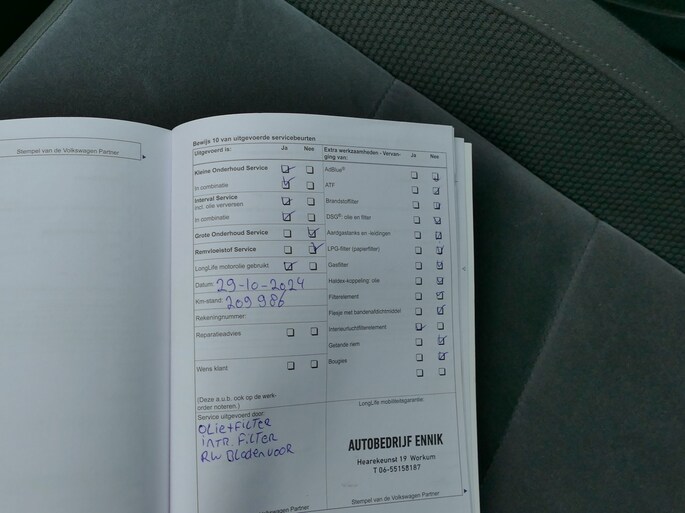 Stempel van de Volkswagen Partner
Bewijs 10 van uitgevoerde servicebeurten
Uitgevoerd is: Ja Nee
Kleine Onderhoud Service
In combinatie
Interval Service
incl. olie verversen
In combinatie
Grote Onderhoud Service
Remvloeistof Service
LongLife motorolie gebruikt
Datum: 29-10-2024
Km-stand: 209986
Rekeningnummer:
Reparatieadvies
Wens klant
(Deze a.u.b. ook op de werk-
order noteren.)
Service uitgevoerd door:
OLIE+FILTER
INTR. FILTER
RW Bladen VOOR
Extra werkzaamheden - Vervan-
ging van: Ja Nee
AdBlue®
ATF
Brandstoffilter
DSG®: olie en filter
Aardgastanks en -leidingen
LPG-filter (papierfilter)
Gasfilter
Haldex-koppeling: olie
Filterelement
Flesje met bandenafdichtmiddel
Interieurluchtfilterelement
Getande riem
Bougies
LongLife mobiliteitsgarantie:
AUTOBEDRIJF ENNIK
Hearekeunst 19 Workum
T 06-55158187
Stempel van de Volkswagen Partner